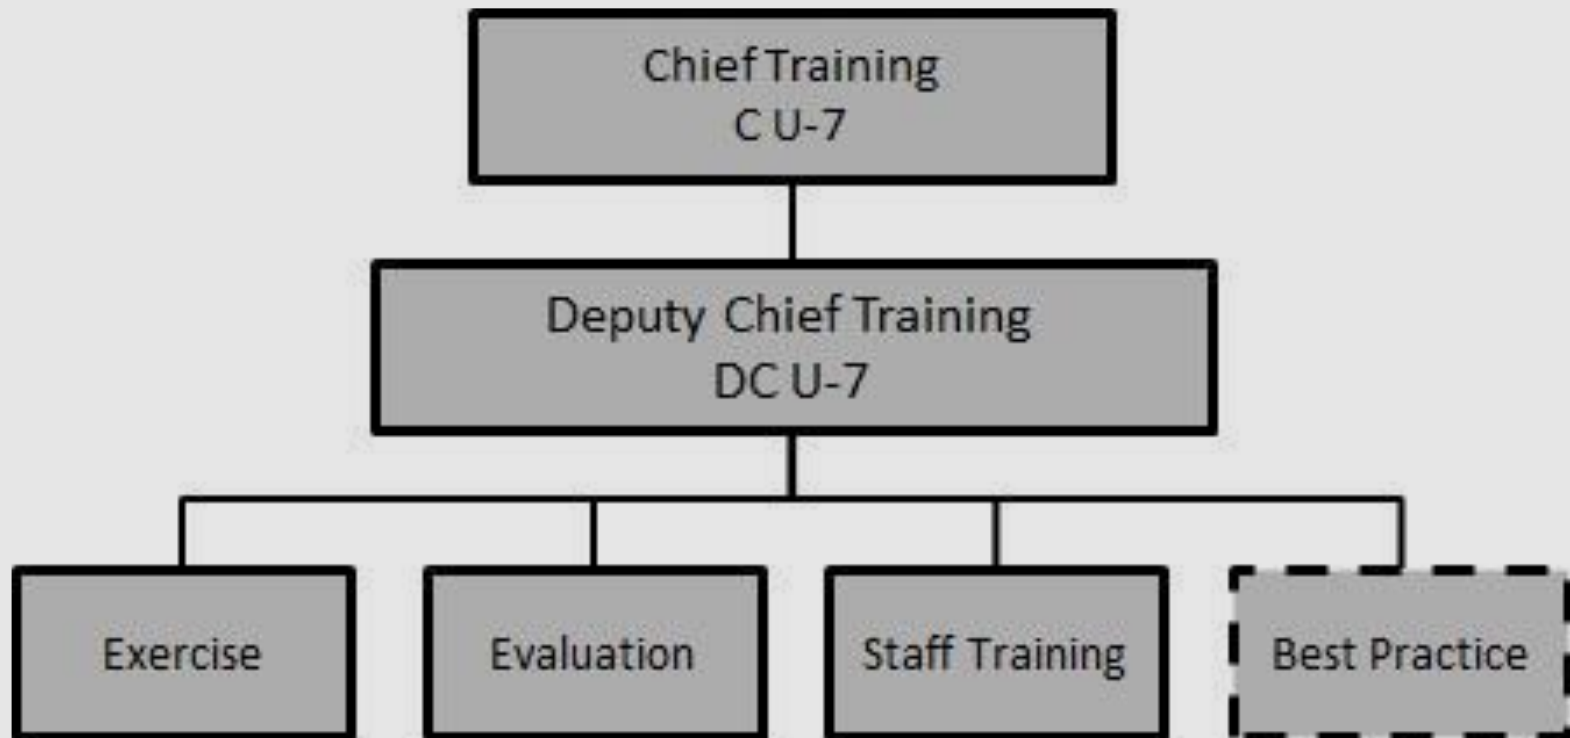 Chief Training
C U-7
Deputy Chief Training
DC U-7
Exercise
Evaluation
Staff Training
Best Practice